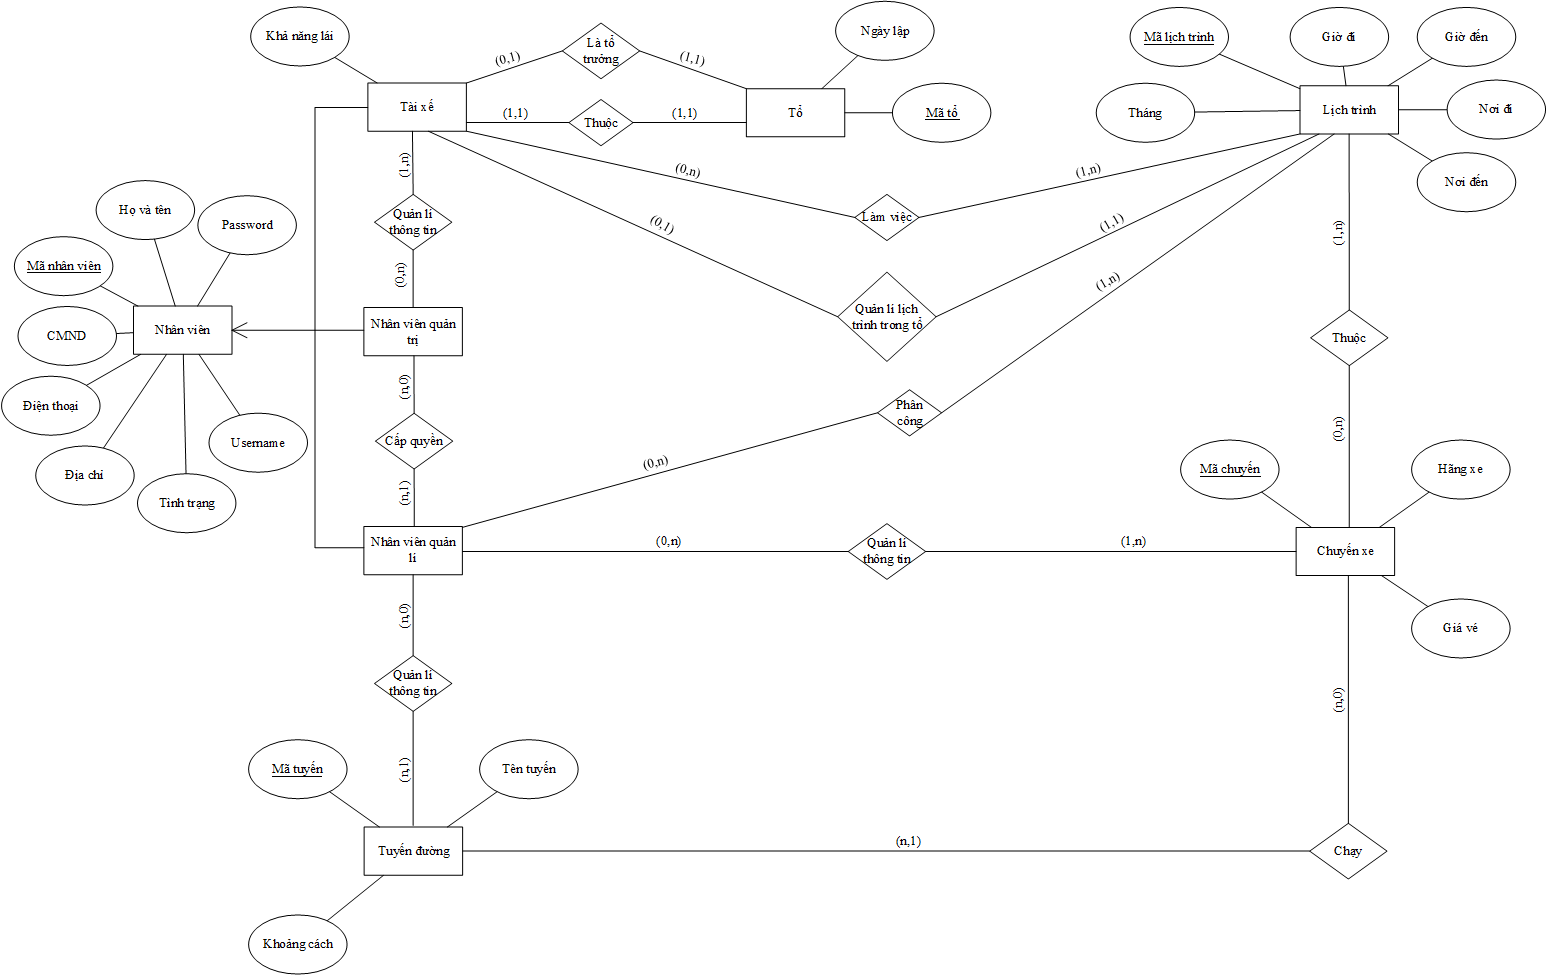 Khả năng lái
(0,1)
Là tổ
trưởng
(1,1)
Ngày lập
Mã lịch trình
Giờ đi
Giờ đến
Tài xế
(1,1)
Thuộc
(1,1)
Tổ
Mã tổ
Tháng
Lịch trình
Nơi đi
(1,n)
(0,n)
(1,n)
Nơi đến
Họ và tên
Password
Quản lí
thông tin
(0,1)
Làm việc
(1,1)
(1,n)
Mã nhân viên
(0,n)
(1,n)
Nhân viên
CMND
Nhân viên quản
trị
Quản lí lịch
trình trong tổ
Thuộc
Điện thoại
(n,0)
Phân
công
Username
Cấp quyền
(0,n)
Địa chỉ
(0,n)
Mã chuyến
Hãng xe
Tình trạng
(n,1)
Nhân viên quản
lí
(0,n)
Quản lí
thông tin
(1,n)
Chuyến xe
(n,0)
Giá vé
Quản lí
thông tin
(n,0)
Mã tuyến
Tên tuyến
(n,1)
Tuyến đường
(n,1)
Chạy
Khoảng cách